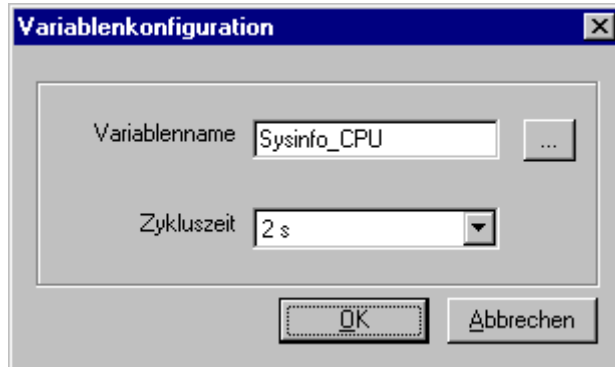 Variablenkonfiguration
Variablenname Sysinfo_CPU ...
Zykluszeit 2 s
OK Abbrechen